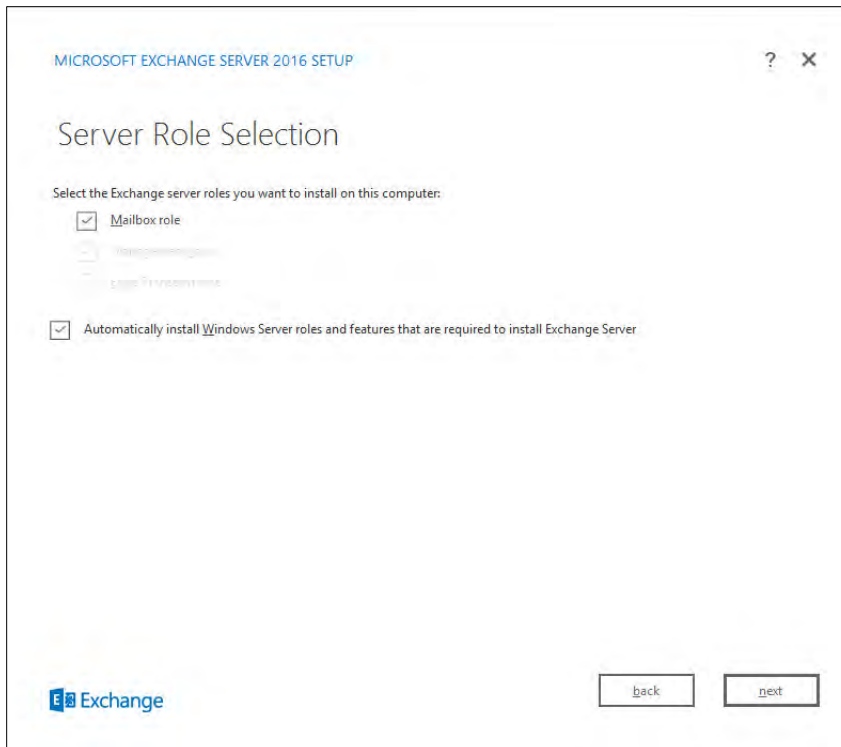 MICROSOFT EXCHANGE SERVER 2016 SETUP
? ✕
Server Role Selection
Select the Exchange server roles you want to install on this computer:
Mailbox role
Automatically install Windows Server roles and features that are required to install Exchange Server
Exchange
back
next